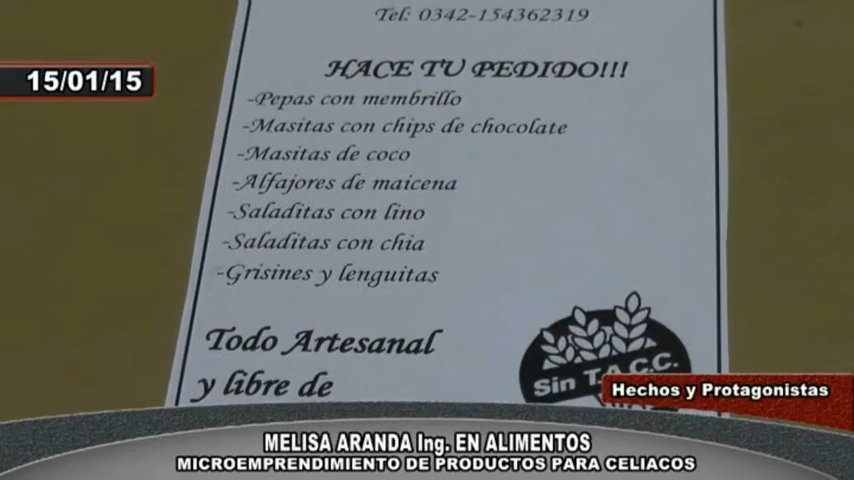 Tel: 0342-154362319
HACE TU PEDIDO!!!
15/01/15
-Pepas con membrillo
-Masitas con chips de chocolate
-Masitas de coco
-Alfajores de maicena
-Saladitas con lino
-Saladitas con chia
-Grisines y lenguitas
Todo Artesanal
y libre de
Sin T.A.C.C.
Hechos y Protagonistas
MELISA ARANDA Ing. EN ALIMENTOS
MICROEMPRENDIMIENTO DE PRODUCTOS PARA CELIACOS